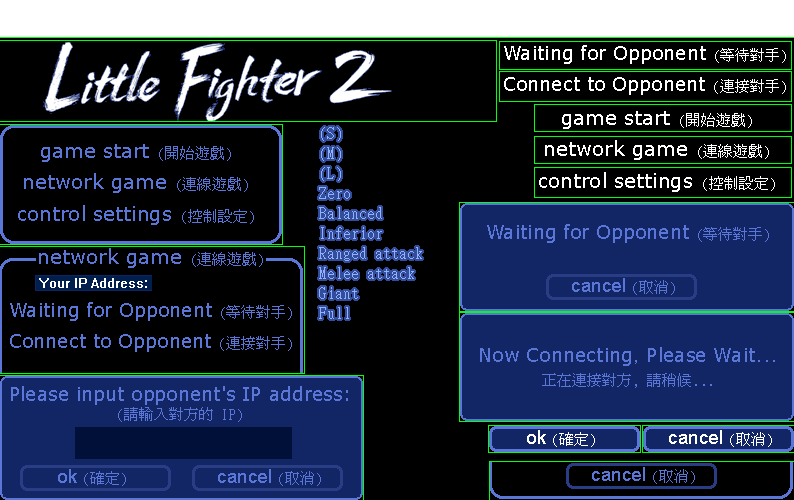 Little Fighter 2
Waiting for Opponent (等待對手)
Connect to Opponent (連接對手)
game start (開始遊戲)
network game (連線遊戲)
control settings (控制設定)
game start (開始遊戲)
network game (連線遊戲)
control settings (控制設定)
(S)
(M)
(L)
Zero
Balanced
Inferior
Ranged attack
Melee attack
Giant
Full
network game (連線遊戲)
Your IP Address:
Waiting for Opponent (等待對手)
Connect to Opponent (連接對手)
Waiting for Opponent (等待對手)
cancel (取消)
Now Connecting, Please Wait...
正在連接對方, 請稍候...
Please input opponent's IP address:
(請輸入對方的 IP)
ok (確定)
cancel (取消)
ok (確定)
cancel (取消)
cancel (取消)